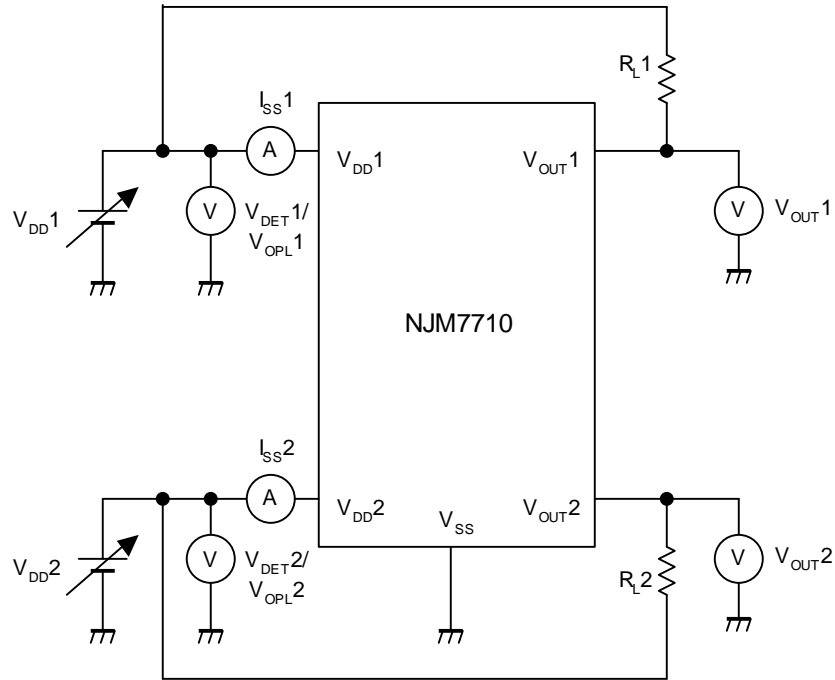 R_L1
I_SS1
A
V_DD1
V_OUT1
V_DD1
V
V_DET1/
V_OPL1
V
V_OUT1
NJM7710
I_SS2
A
V_DD2
V_SS
V_OUT2
V_DD2
V
V_DET2/
V_OPL2
R_L2
V
V_OUT2